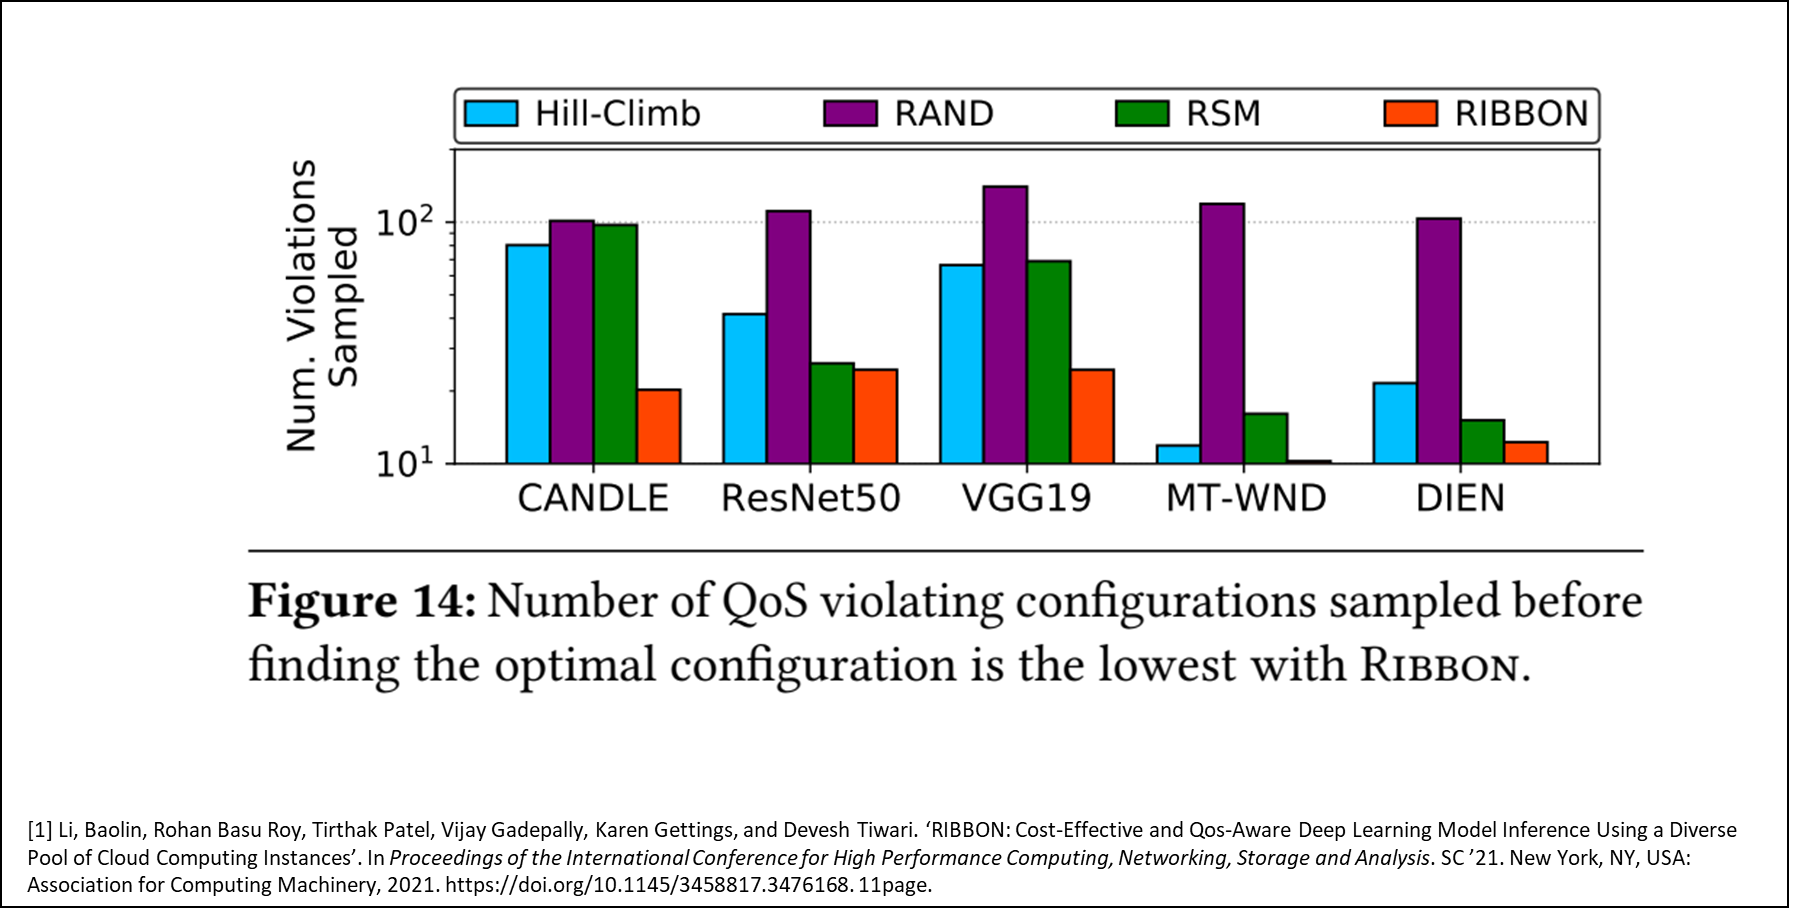 Hill-Climb RAND RSM RIBBON
Num. Violations
Sampled
10²
10¹
CANDLE ResNet50 VGG19 MT-WND DIEN
Figure 14: Number of QoS violating configurations sampled before
finding the optimal configuration is the lowest with RIBBON.
[1] Li, Baolin, Rohan Basu Roy, Tirthak Patel, Vijay Gadepally, Karen Gettings, and Devesh Tiwari. ‘RIBBON: Cost-Effective and Qos-Aware Deep Learning Model Inference Using a Diverse
Pool of Cloud Computing Instances’. In Proceedings of the International Conference for High Performance Computing, Networking, Storage and Analysis. SC ’21. New York, NY, USA:
Association for Computing Machinery, 2021. https://doi.org/10.1145/3458817.3476168. 11page.